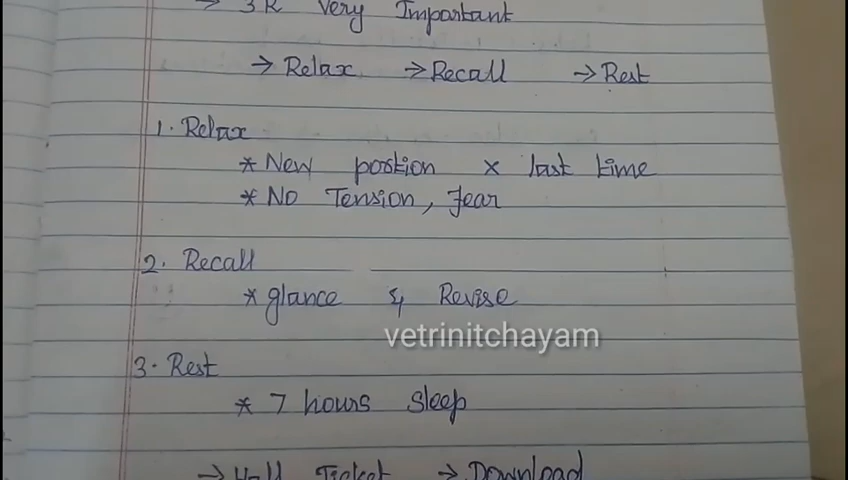 → 3R Very Important
→ Relax → Recall → Rest
1. Relax
* New portion × last time
* No Tension, fear
2. Recall
* glance & Revise
vetrinitchayam
3. Rest
* 7 hours sleep
→ Hall Ticket → Download